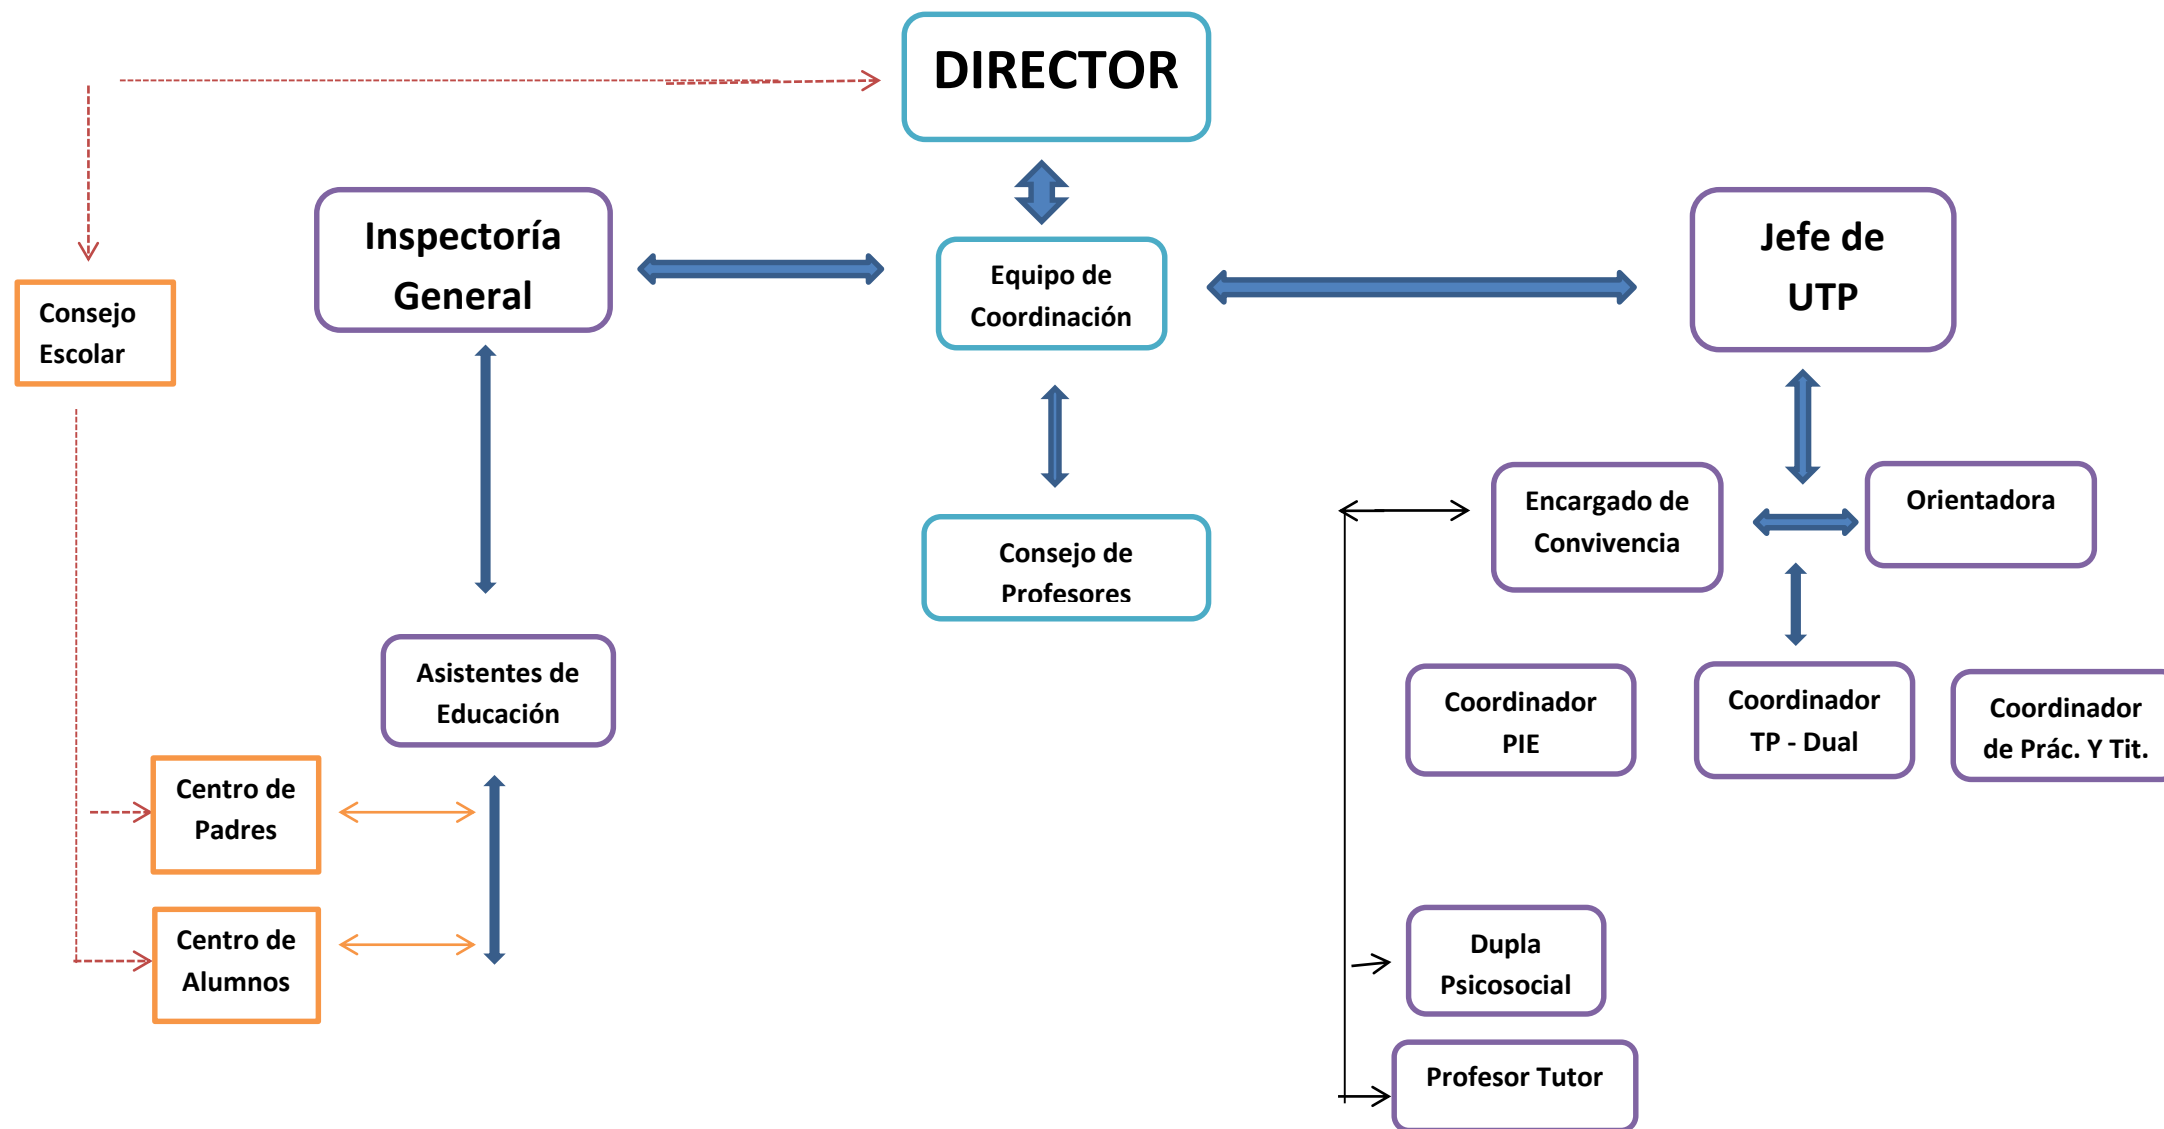 DIRECTOR
Inspectoría
General
Equipo de
Coordinación
Jefe de
UTP
Consejo
Escolar
Encargado de
Convivencia
Orientadora
Consejo de
Profesores
Asistentes de
Educación
Coordinador
PIE
Coordinador
TP - Dual
Coordinador
de Prác. Y Tit.
Centro de
Padres
Centro de
Alumnos
Dupla
Psicosocial
Profesor Tutor